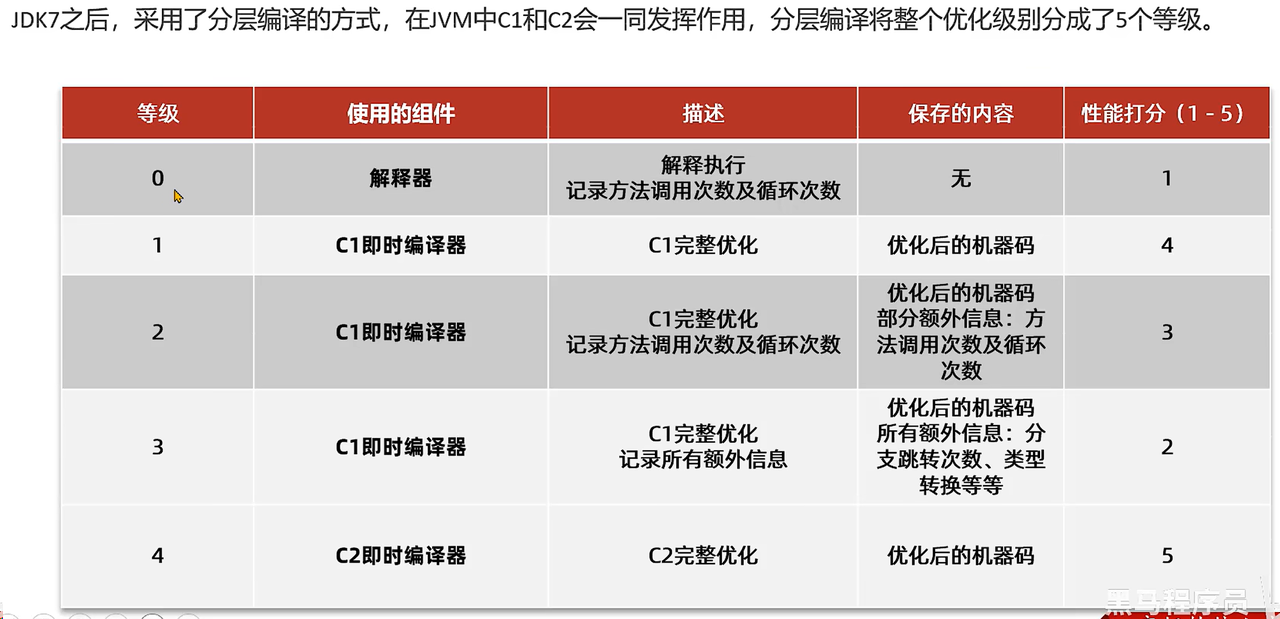 JDK7之后，采用了分层编译的方式，在JVM中C1和C2会一同发挥作用，分层编译将整个优化级别分成了5个等级。
等级 使用的组件 描述 保存的内容 性能打分（1 - 5）
0 解释器 解释执行
记录方法调用次数及循环次数 无 1
1 C1即时编译器 C1完整优化 优化后的机器码 4
2 C1即时编译器 C1完整优化
记录方法调用次数及循环次数 优化后的机器码
部分额外信息：方
法调用次数及循环
次数 3
3 C1即时编译器 C1完整优化
记录所有额外信息 优化后的机器码
所有额外信息：分
支跳转次数、类型
转换等等 2
4 C2即时编译器 C2完整优化 优化后的机器码 5
黑马程序员